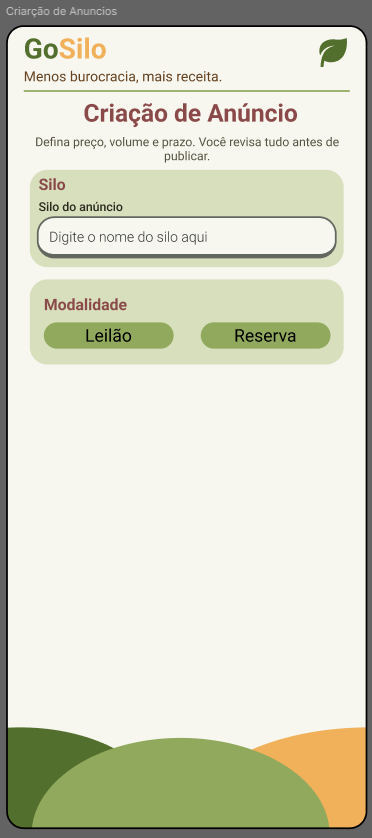 Criarção de Anuncios
GoSilo
Menos burocracia, mais receita.
Criação de Anúncio
Defina preço, volume e prazo. Você revisa tudo antes de
publicar.
Silo
Silo do anúncio
Digite o nome do silo aqui
Modalidade
Leilão
Reserva